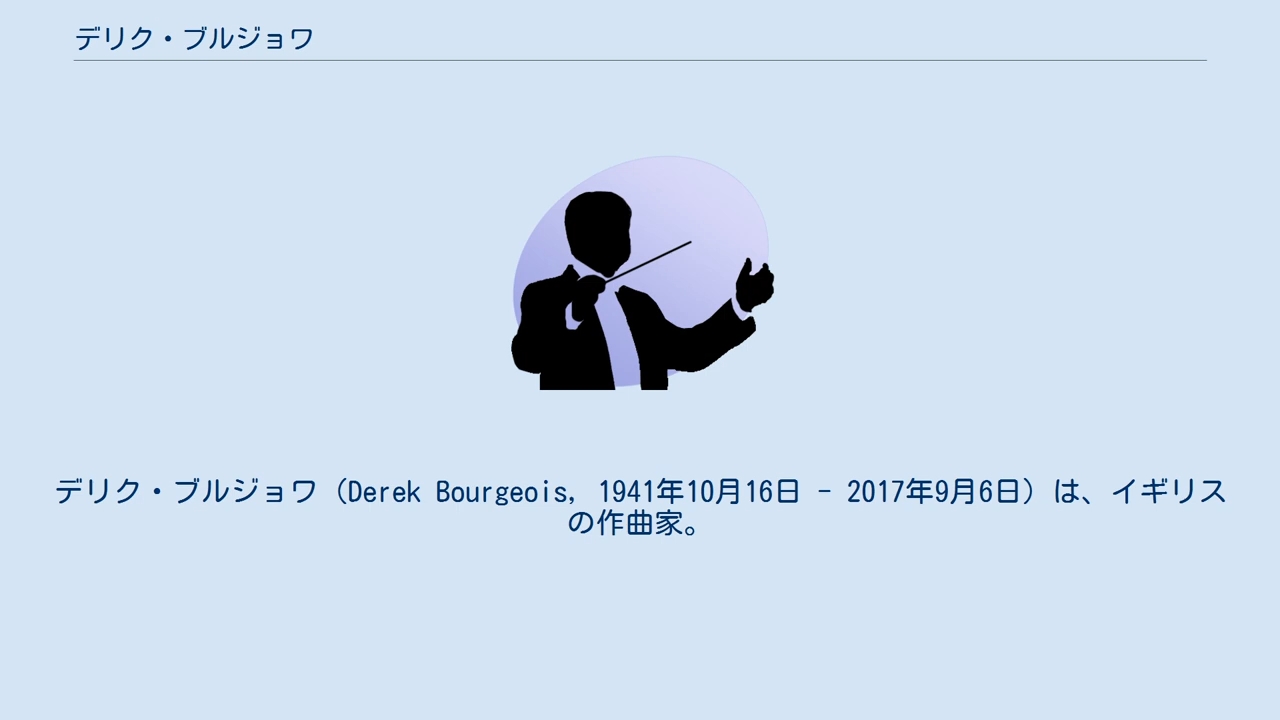 デリク・ブルジョワ
デリク・ブルジョワ（Derek Bourgeois, 1941年10月16日 - 2017年9月6日）は、イギリス
の作曲家。